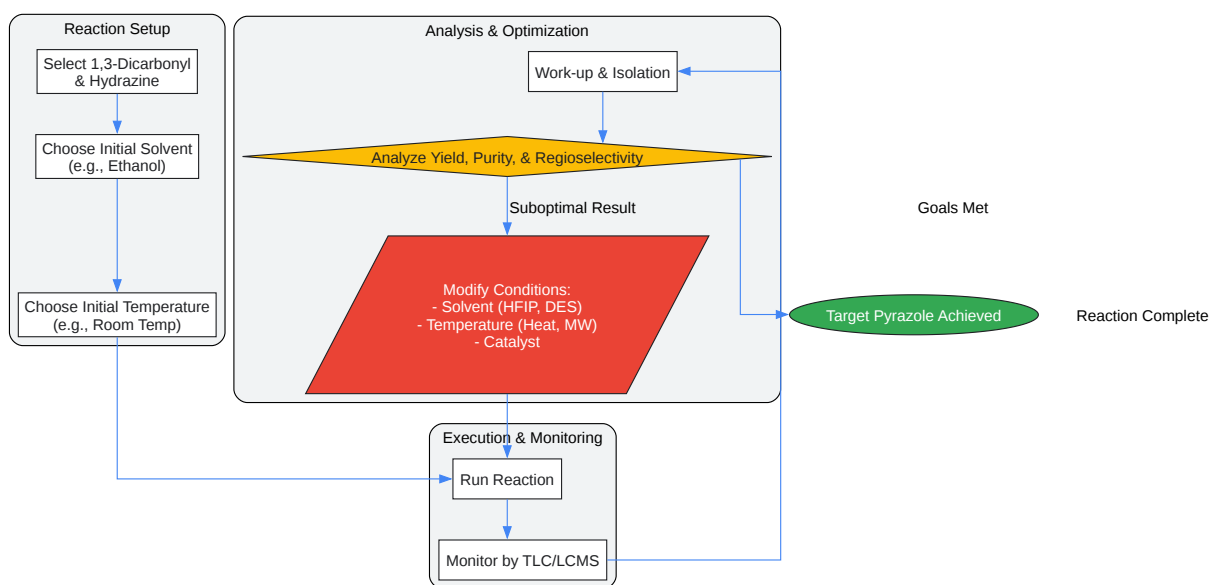 Reaction Setup
Select 1,3-Dicarbonyl
& Hydrazine
Choose Initial Solvent
(e.g., Ethanol)
Choose Initial Temperature
(e.g., Room Temp)
Analysis & Optimization
Work-up & Isolation
Analyze Yield, Purity, & Regioselectivity
Suboptimal Result
Modify Conditions:
- Solvent (HFIP, DES)
- Temperature (Heat, MW)
- Catalyst
Goals Met
Target Pyrazole Achieved
Reaction Complete
Execution & Monitoring
Run Reaction
Monitor by TLC/LCMS